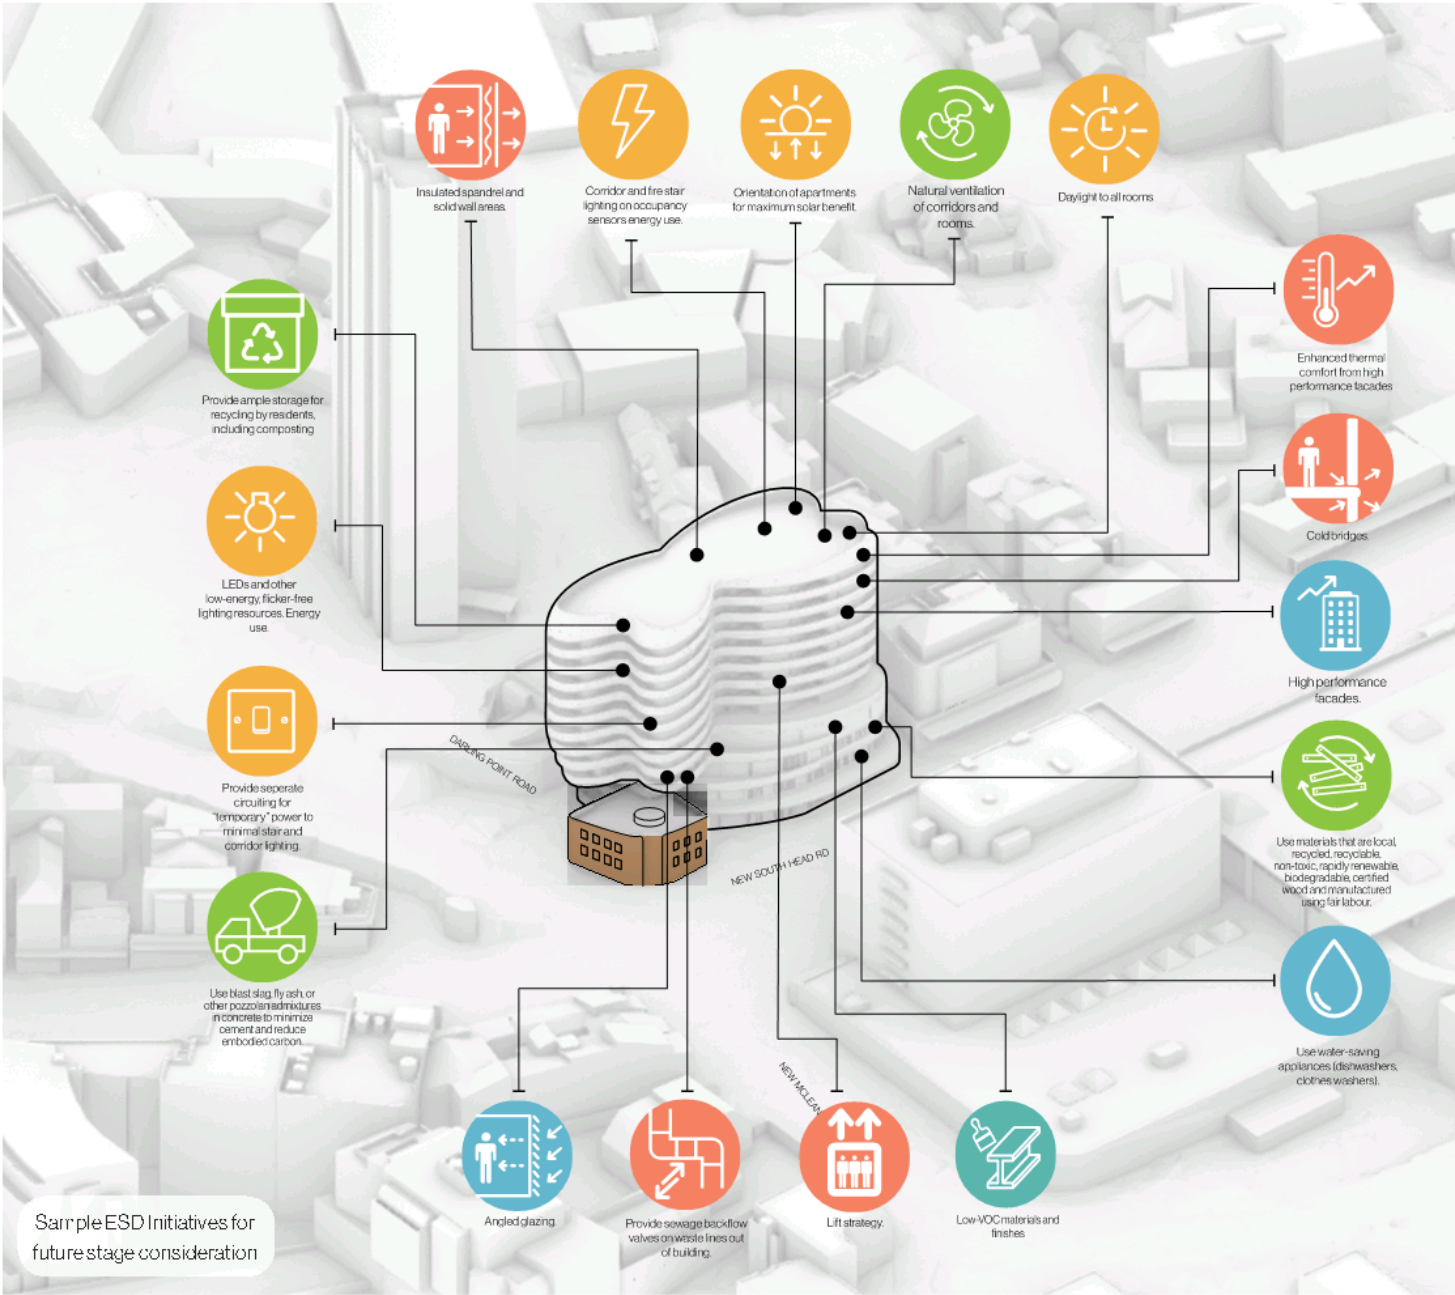 Insulated spandrel and
solid wall areas.
Corridor and fire stair
lighting on occupancy
sensors energy use.
Orientation of apartments
for maximum solar benefit.
Natural ventilation
of corridors and
rooms.
Daylight to all rooms
Enhanced thermal
comfort from high
performance facades
Cold bridges.
High performance
facades.
Use materials that are local,
recycled, recyclable,
non-toxic, rapidly renewable,
biodegradable, certified
wood and manufactured
using fair labour.
Use water-saving
appliances (dishwashers,
clothes washers).
Provide ample storage for
recycling by residents,
including composting
LEDs and other
low-energy, flicker-free
lighting resources. Energy
use.
Provide seperate
circuiting for
"temporary" power to
minimal stair and
corridor lighting.
Use blast slag, fly ash, or
other pozzolan admixtures
in concrete to minimize
cement and reduce
embodied carbon.
DARLING POINT ROAD
NEW SOUTH HEAD RD
NEW MCLEAN
Angled glazing.
Provide sewage backflow
valves on waste lines out
of building.
Lift strategy.
Low-VOC materials and
finishes
Sample ESD Initiatives for
future stage consideration